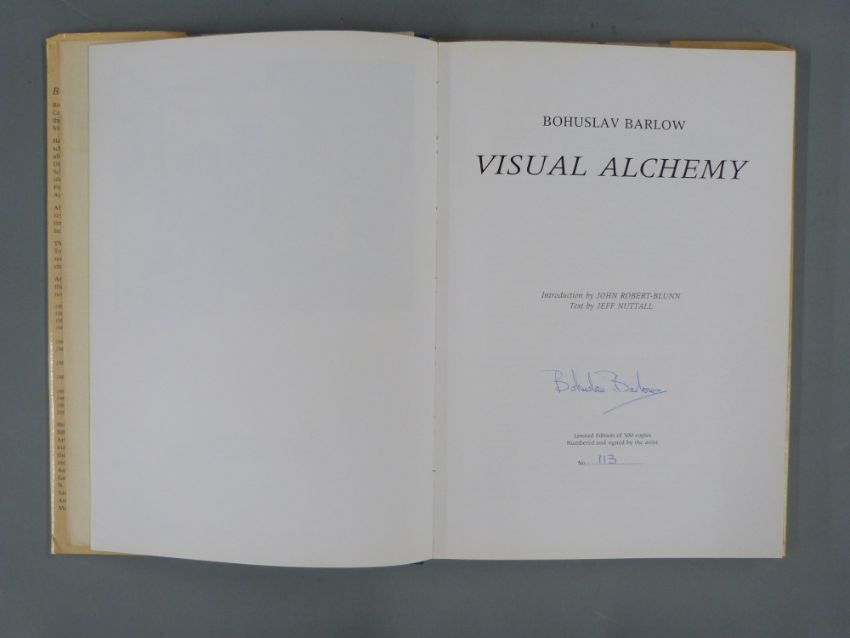 BOHUSLAV BARLOW
VISUAL ALCHEMY
Introduction by JOHN ROBERT-BLUNN
Text by JEFF NUTTALL
Bohuslav Barlow
Limited Edition of 500 copies
Numbered and signed by the artist
No. 113